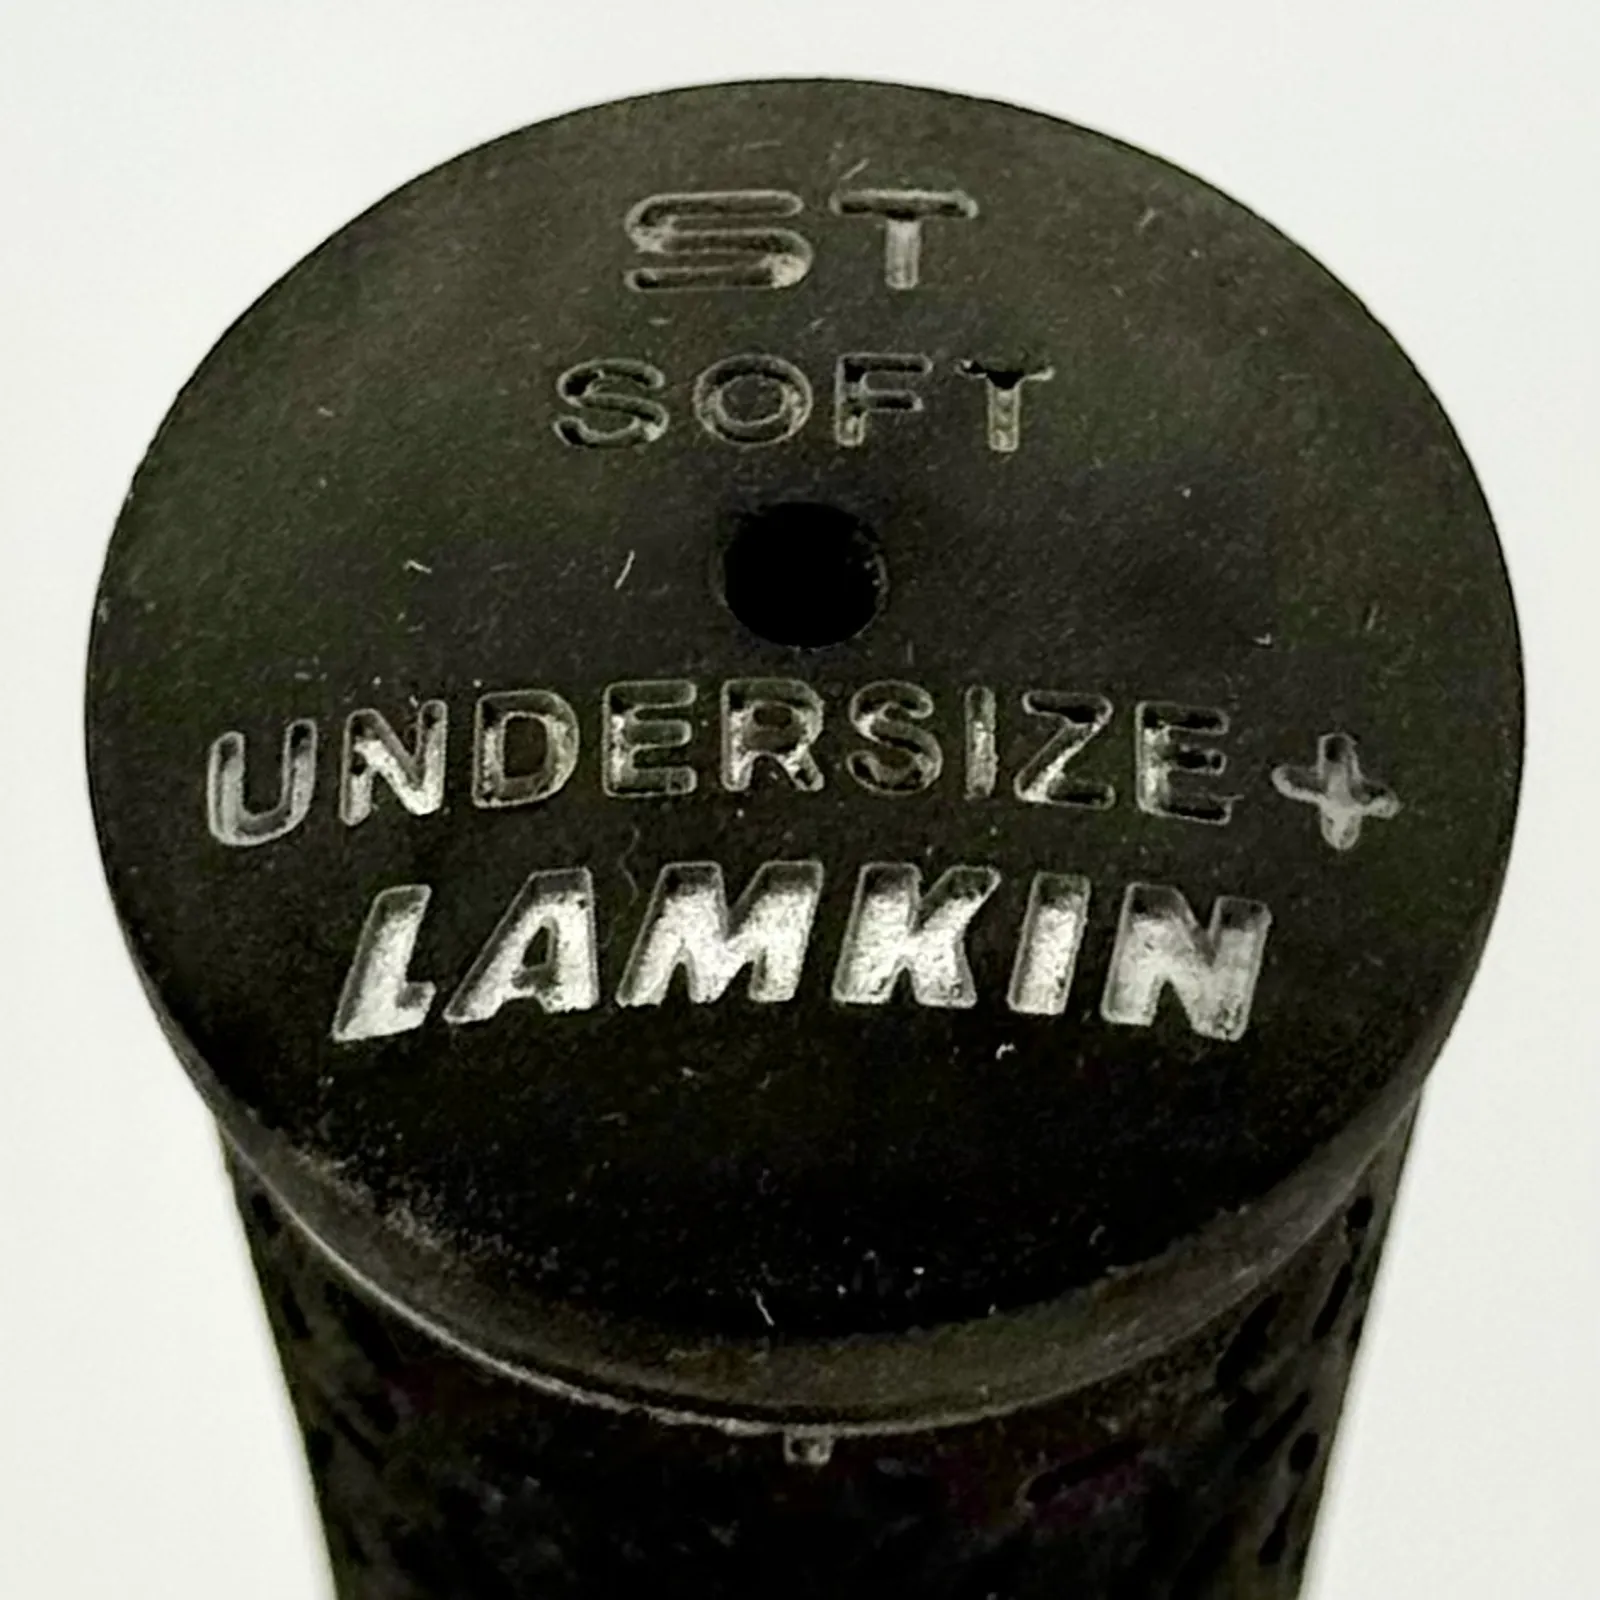 ST
SOFT
UNDERSIZE +
LAMKIN